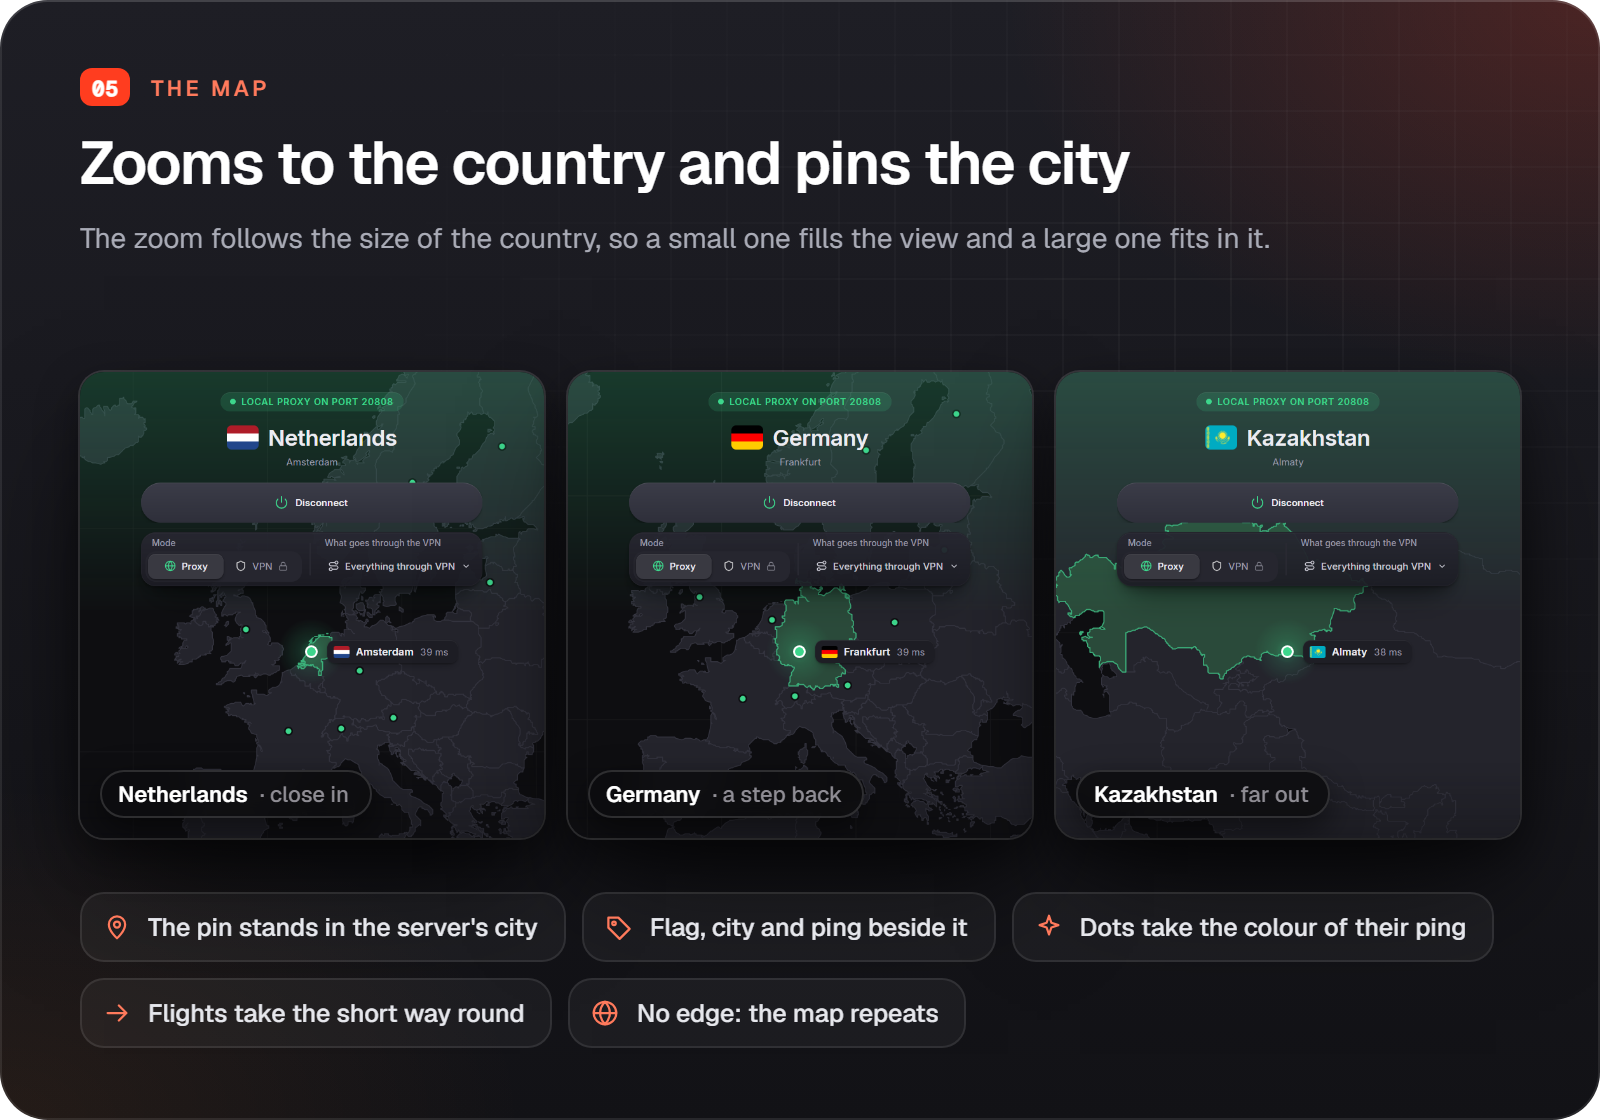 05 THE MAP
Zooms to the country and pins the city
The zoom follows the size of the country, so a small one fills the view and a large one fits in it.
LOCAL PROXY ON PORT 20808
Netherlands
Amsterdam
Disconnect
Mode
What goes through the VPN
Proxy
VPN
Everything through VPN
Amsterdam 39 ms
Netherlands · close in
LOCAL PROXY ON PORT 20808
Germany
Frankfurt
Disconnect
Mode
What goes through the VPN
Proxy
VPN
Everything through VPN
Frankfurt 39 ms
Germany · a step back
LOCAL PROXY ON PORT 20808
Kazakhstan
Almaty
Disconnect
Mode
What goes through the VPN
Proxy
VPN
Everything through VPN
Almaty 38 ms
Kazakhstan · far out
The pin stands in the server's city
Flag, city and ping beside it
Dots take the colour of their ping
Flights take the short way round
No edge: the map repeats